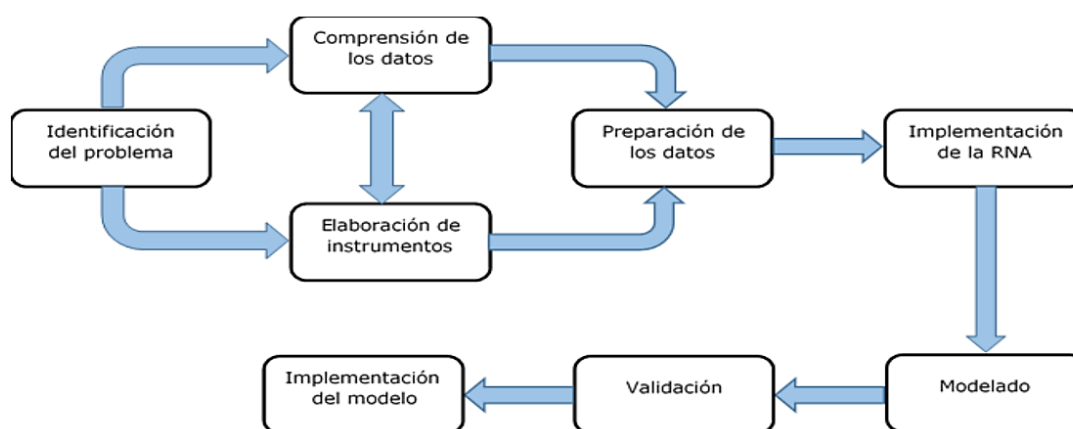 Comprensión de
los datos
Identificación
del problema
Preparación de
los datos
Implementación
de la RNA
Elaboración de
instrumentos
Implementación
del modelo
Validación
Modelado